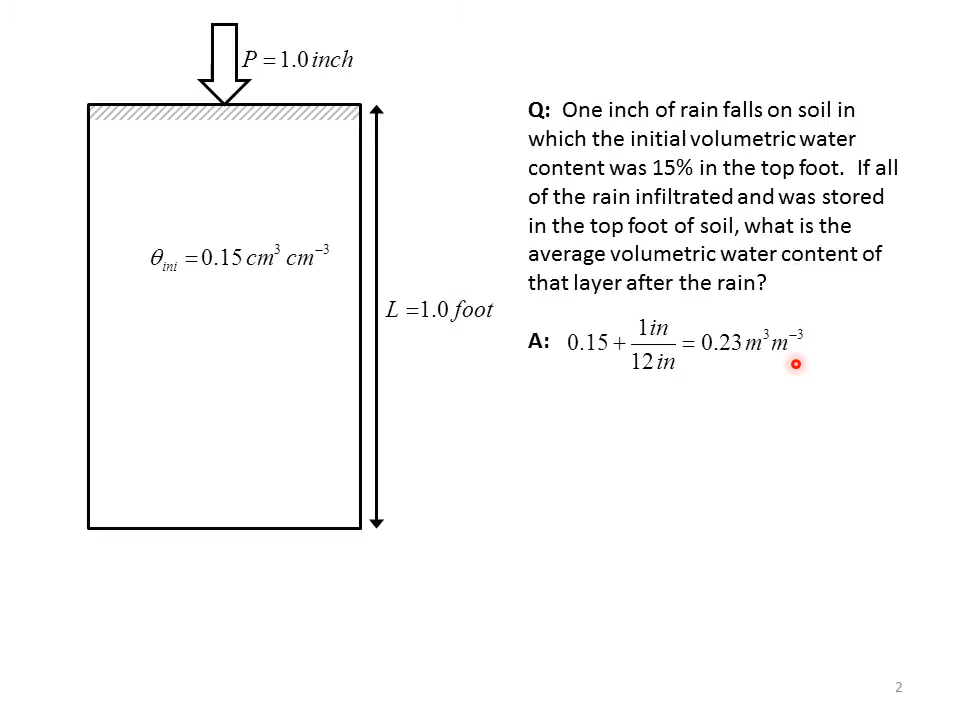 P = 1.0 inch
Q: One inch of rain falls on soil in
which the initial volumetric water
content was 15% in the top foot. If all
of the rain infiltrated and was stored
in the top foot of soil, what is the
average volumetric water content of
that layer after the rain?
θ_ini = 0.15 cm³ cm⁻³
L = 1.0 foot
A: 0.15 + 1in/12in = 0.23 m³m⁻³
2